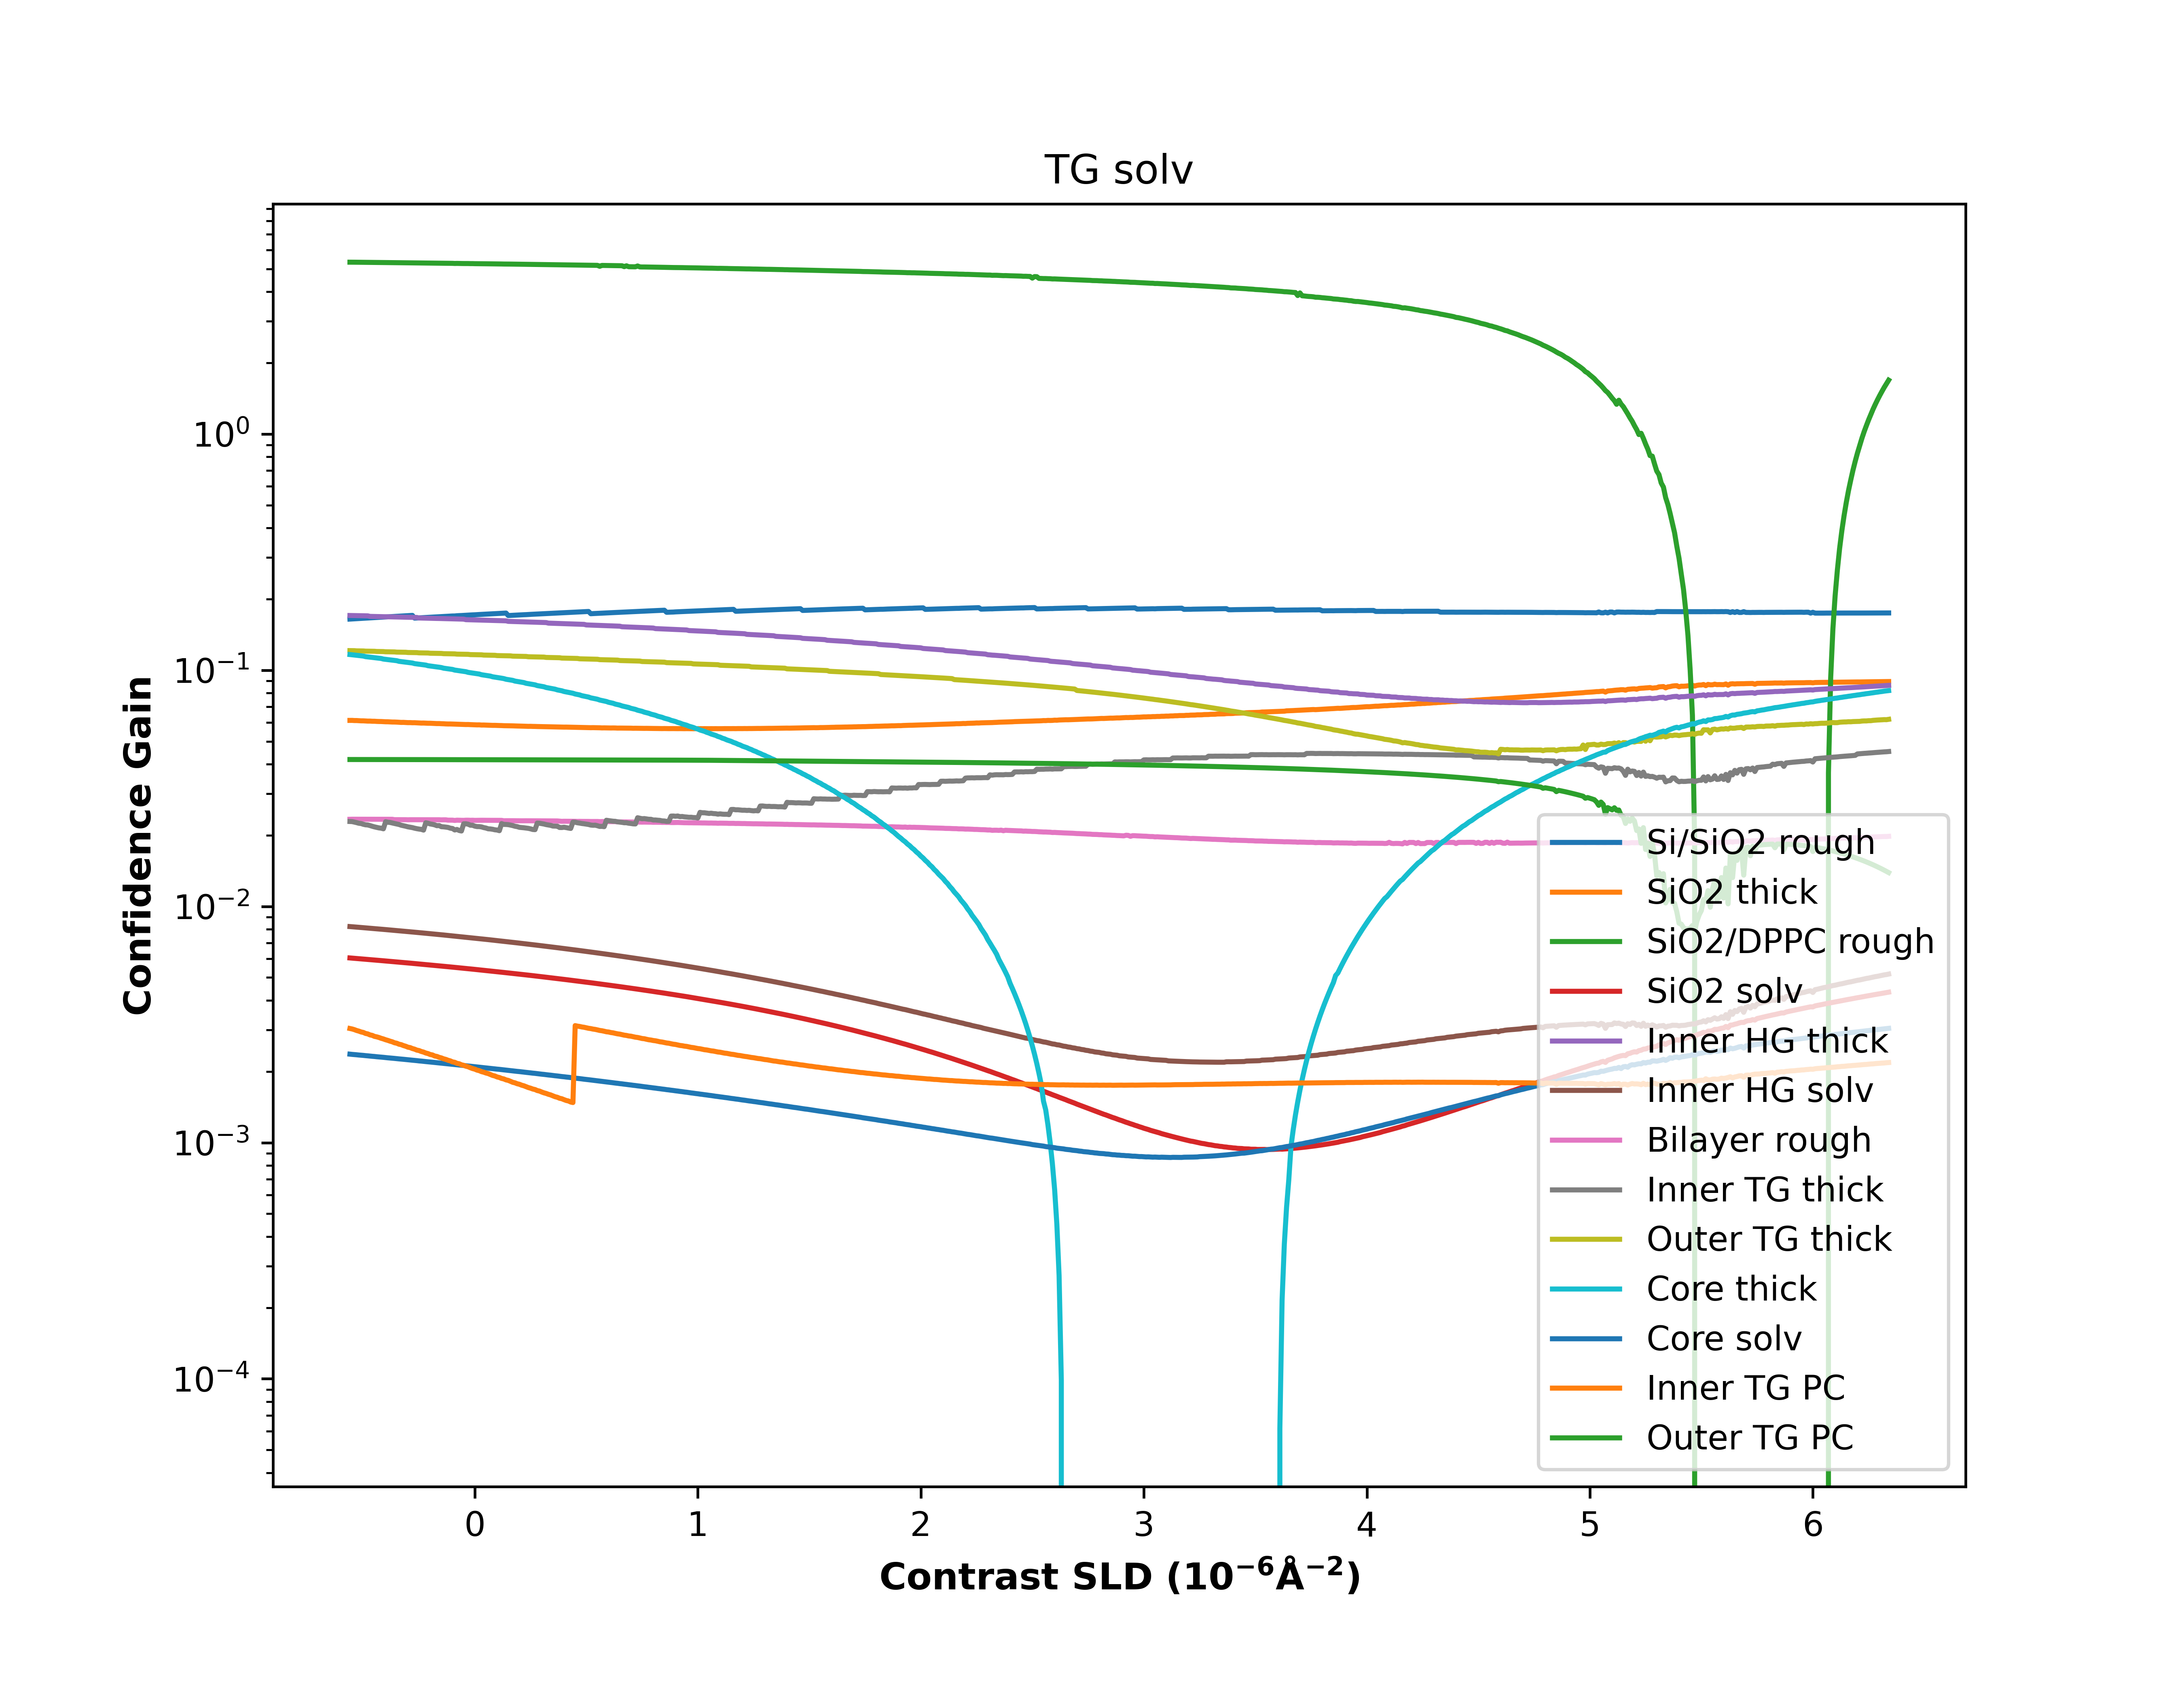 TG solv
Confidence Gain
10⁰
10⁻¹
10⁻²
10⁻³
10⁻⁴
Si/SiO2 rough
SiO2 thick
SiO2/DPPC rough
SiO2 solv
Inner HG thick
Inner HG solv
Bilayer rough
Inner TG thick
Outer TG thick
Core thick
Core solv
Inner TG PC
Outer TG PC
0 1 2 3 4 5 6
Contrast SLD (10⁻⁶Å⁻²)